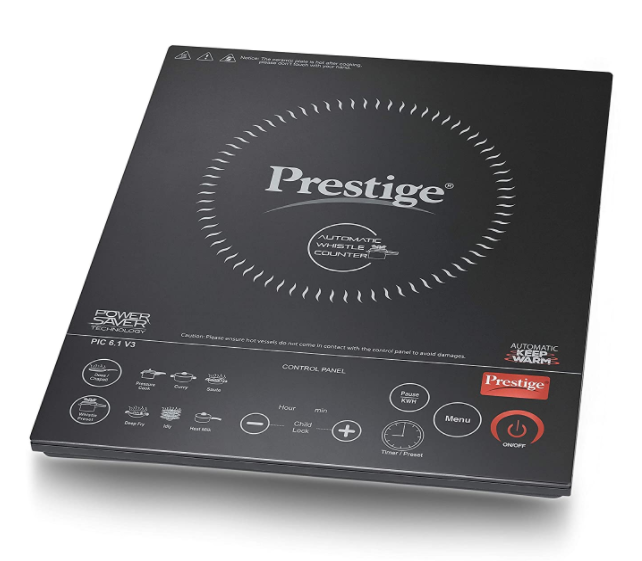 Notice: The ceramic plate is hot after cooking,
please don't touch with your hand.
Prestige®
AUTOMATIC
WHISTLE
COUNTER
POWER
SAVER
TECHNOLOGY
PIC 6.1 V3
Caution: Please ensure hot vessels do not come in contact with the control panel to avoid damages.
AUTOMATIC
KEEP
WARM
Prestige
CONTROL PANEL
Dosa /
Chapati
Pressure
Cook
Curry
Saute
Whistle
Preset
Deep Fry
Idly
Heat Milk
Hour min
Child
Lock
Pause
KWH
Timer / Preset
Menu
ON/OFF